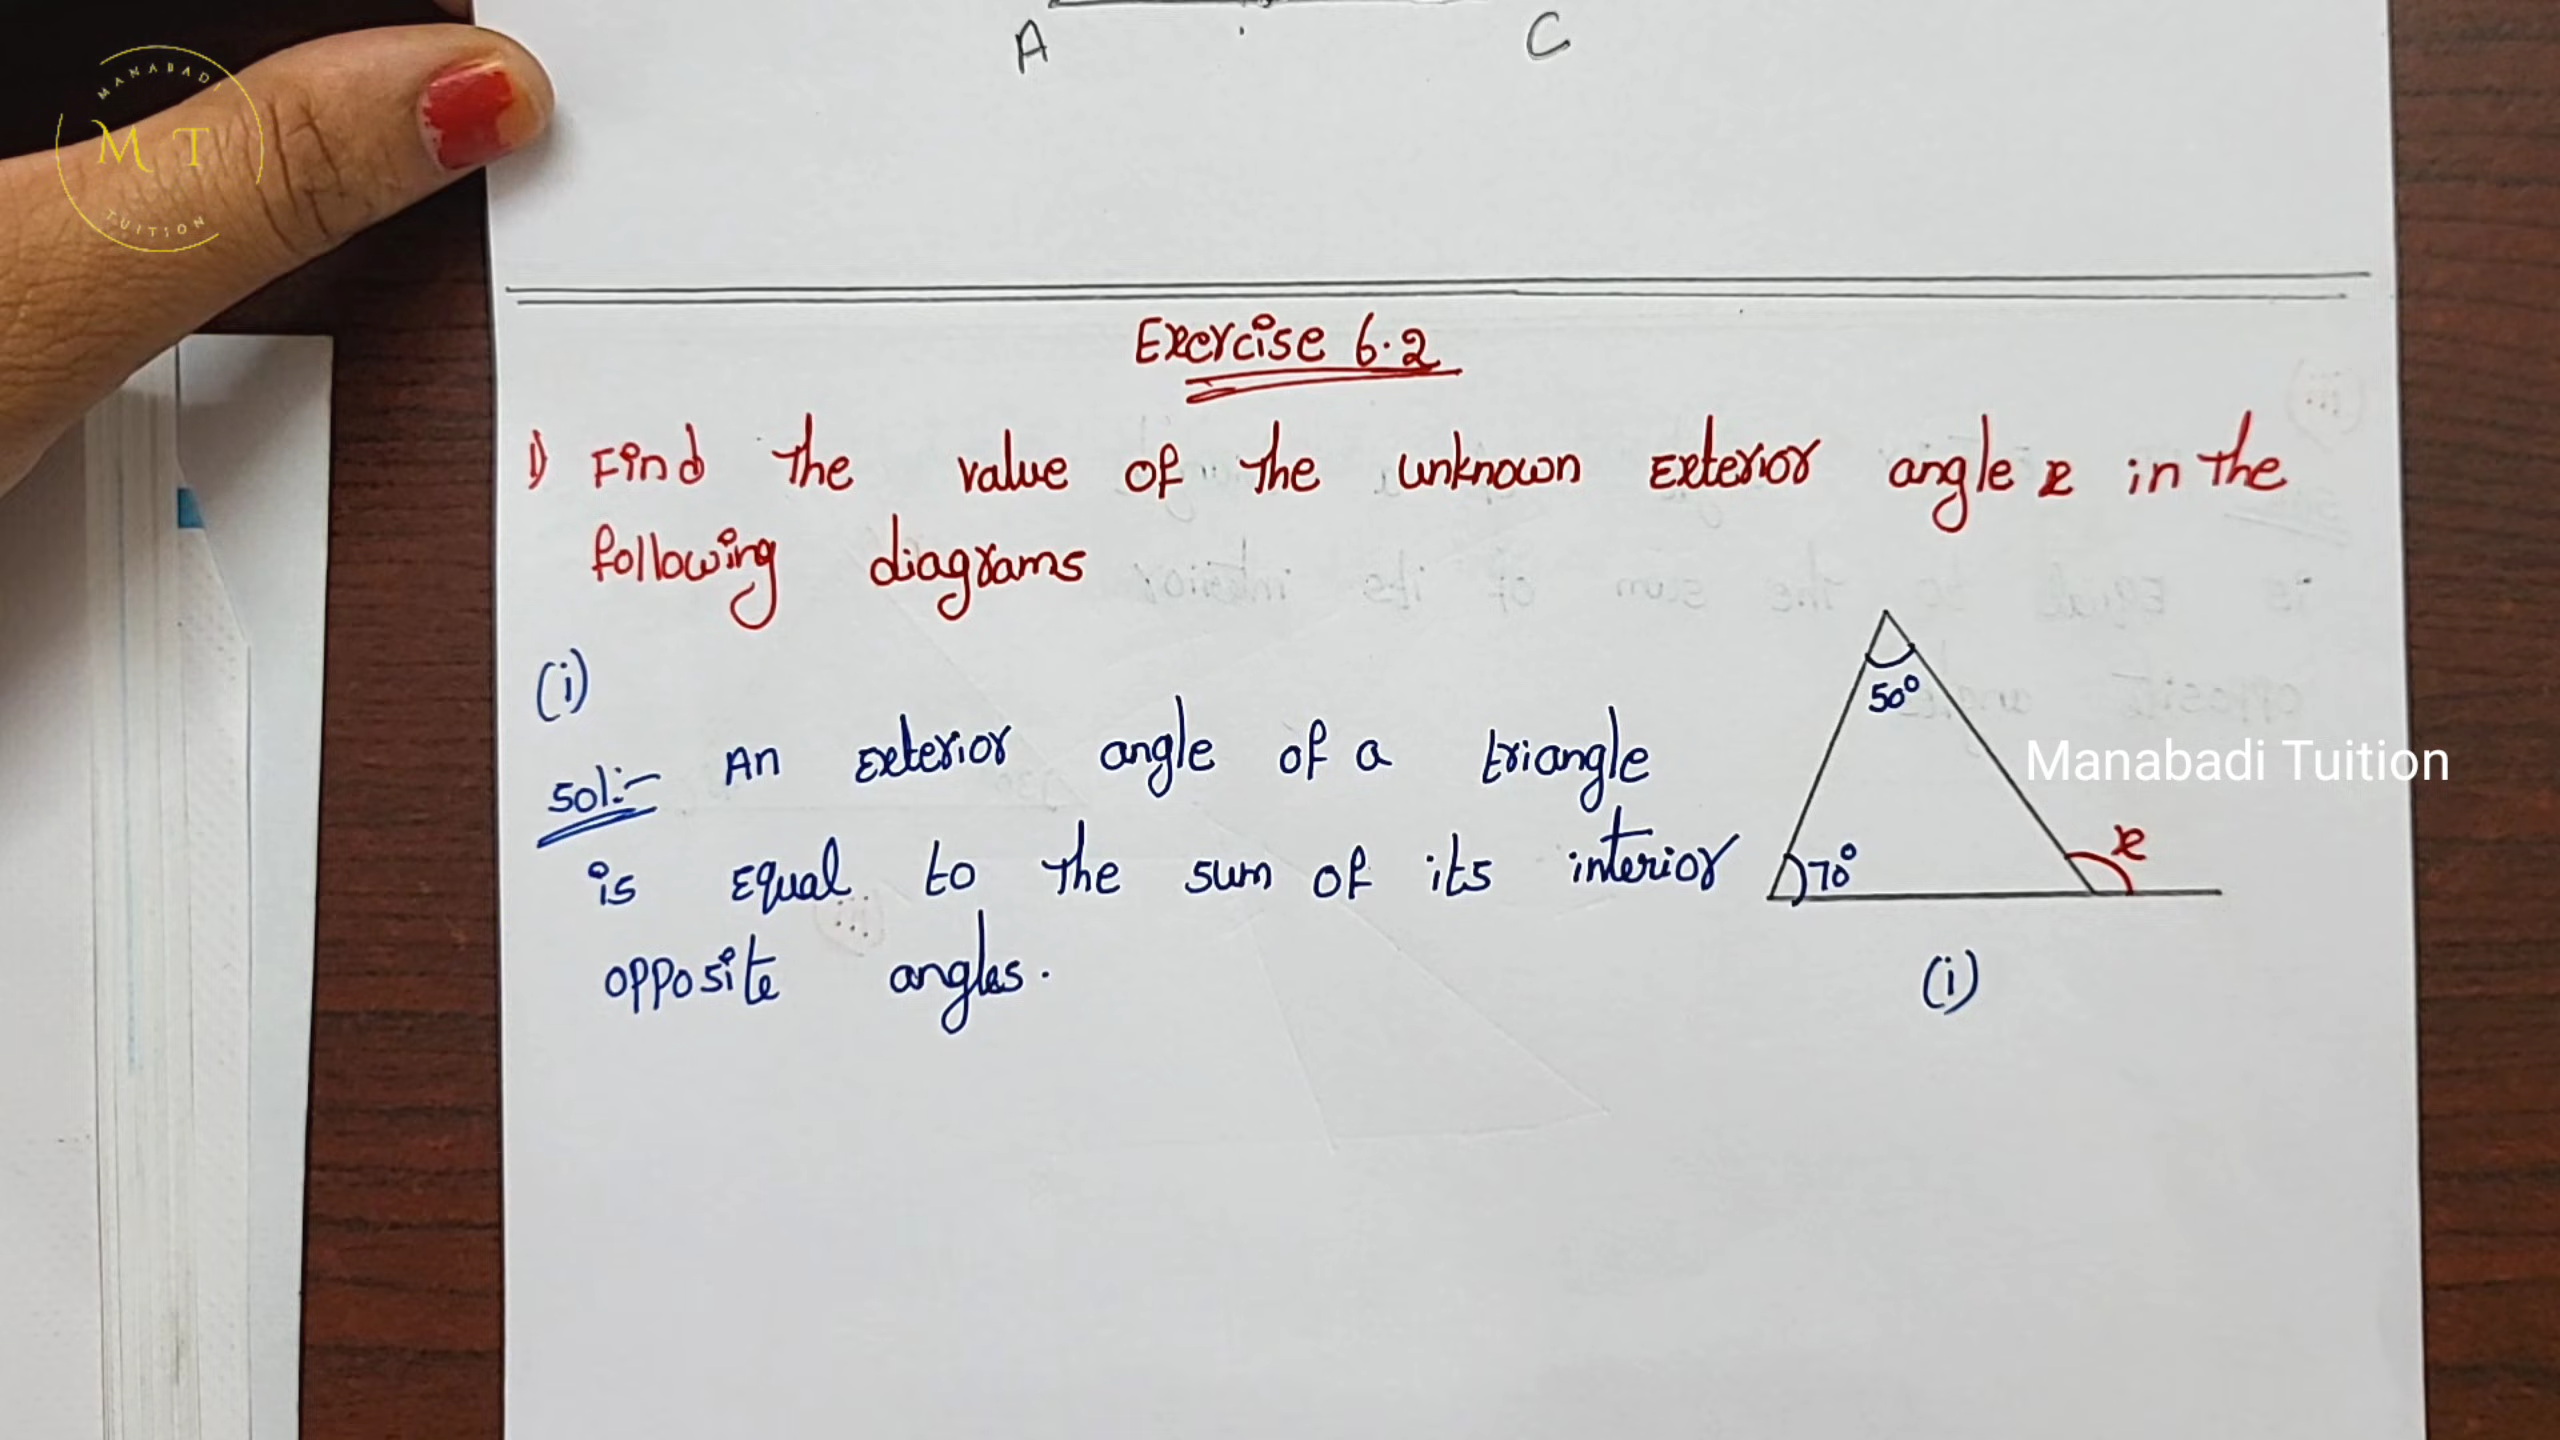 A C
MANABADI
M T
TUITION
Exercise 6.2
1) Find the value of the unknown exterior angle x in the
following diagrams
(i)
50°
sol:- An exterior angle of a triangle
Manabadi Tuition
is equal to the sum of its interior
70° x
opposite angles.
(i)